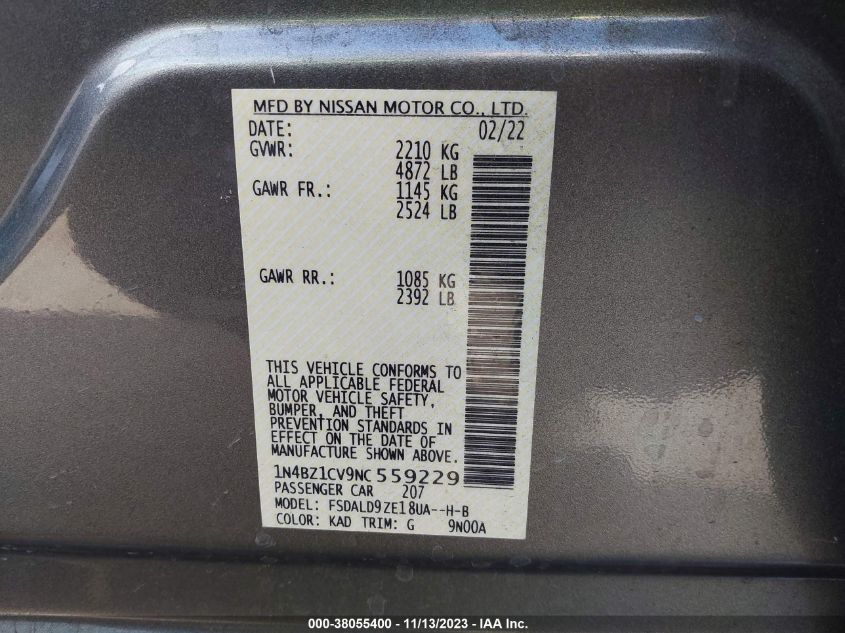 MFD BY NISSAN MOTOR CO., LTD.
DATE: 02/22
GVWR: 2210 KG
4872 LB
GAWR FR.: 1145 KG
2524 LB
GAWR RR.: 1085 KG
2392 LB
THIS VEHICLE CONFORMS TO
ALL APPLICABLE FEDERAL
MOTOR VEHICLE SAFETY,
BUMPER, AND THEFT
PREVENTION STANDARDS IN
EFFECT ON THE DATE OF
MANUFACTURE SHOWN ABOVE.
1N4BZ1CV9NC559229
PASSENGER CAR 207
MODEL: FSDALD9ZE18UA--H-B
COLOR: KAD TRIM: G 9N00A
000-38055400 - 11/13/2023 - IAA Inc.